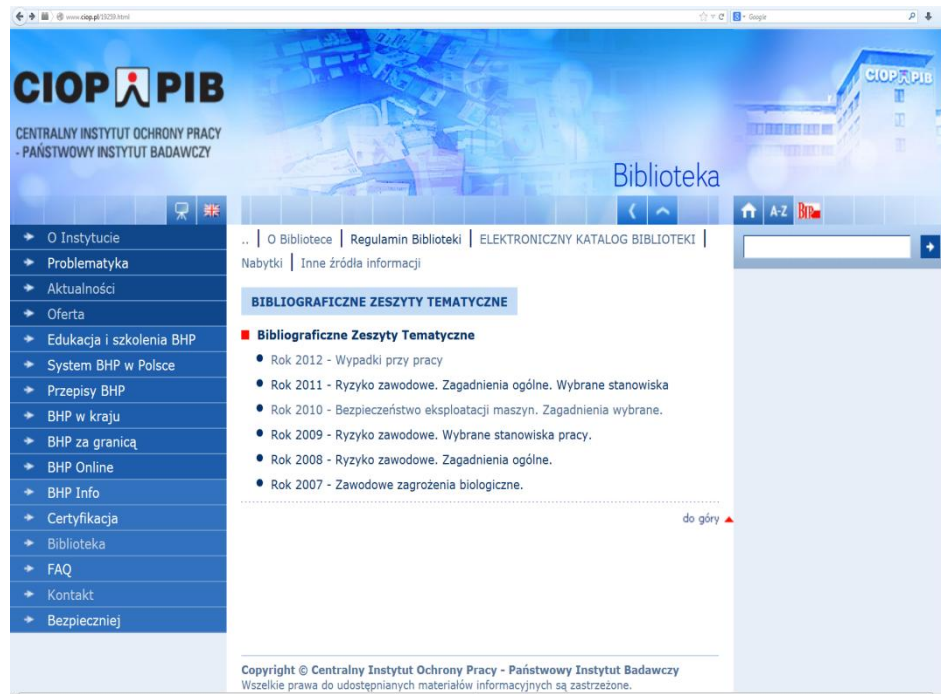 www.ciop.pl/19258.html
Google
CIOP PIB
CENTRALNY INSTYTUT OCHRONY PRACY
- PAŃSTWOWY INSTYTUT BADAWCZY
CIOP PIB
Biblioteka
A-Z
BIP
O Instytucie
Problematyka
Aktualności
Oferta
Edukacja i szkolenia BHP
System BHP w Polsce
Przepisy BHP
BHP w kraju
BHP za granicą
BHP Online
BHP Info
Certyfikacja
Biblioteka
FAQ
Kontakt
Bezpieczniej
.. | O Bibliotece | Regulamin Biblioteki | ELEKTRONICZNY KATALOG BIBLIOTEKI |
Nabytki | Inne źródła informacji
BIBLIOGRAFICZNE ZESZYTY TEMATYCZNE
Bibliograficzne Zeszyty Tematyczne
Rok 2012 - Wypadki przy pracy
Rok 2011 - Ryzyko zawodowe. Zagadnienia ogólne. Wybrane stanowiska
Rok 2010 - Bezpieczeństwo eksploatacji maszyn. Zagadnienia wybrane.
Rok 2009 - Ryzyko zawodowe. Wybrane stanowiska pracy.
Rok 2008 - Ryzyko zawodowe. Zagadnienia ogólne.
Rok 2007 - Zawodowe zagrożenia biologiczne.
do góry
Copyright © Centralny Instytut Ochrony Pracy - Państwowy Instytut Badawczy
Wszelkie prawa do udostępnianych materiałów informacyjnych są zastrzeżone.